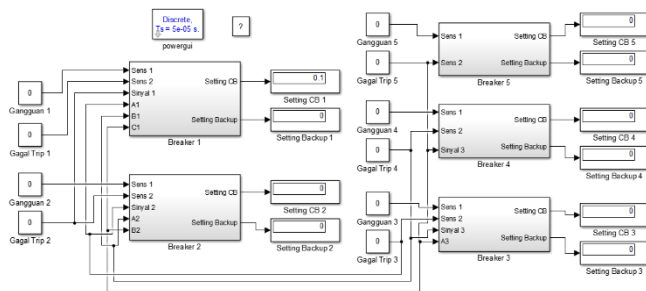 Discrete,
Ts = 5e-05 s.
powergui
?
0
Gangguan 1
0
Gagal Trip 1
Sens 1
Sens 2
Sinyal 1
A1
B1
C1
Setting CB
Setting Backup
Breaker 1
0.1
Setting CB 1
0
Setting Backup 1
0
Gangguan 2
0
Gagal Trip 2
Sens 1
Sens 2
Sinyal 2
A2
B2
Setting CB
Setting Backup
Breaker 2
0
Setting CB 2
0
Setting Backup 2
0
Gangguan 5
0
Gagal Trip 5
Sens 1
Sens 2
Setting CB
Setting Backup
Breaker 5
0
Setting CB 5
0
Setting Backup 5
0
Gangguan 4
0
Gagal Trip 4
Sens 1
Sens 2
Sinyal 3
Setting CB
Setting Backup
Breaker 4
0
Setting CB 4
0
Setting Backup 4
0
Gangguan 3
0
Gagal Trip 3
Sens 1
Sens 2
Sinyal 3
A3
Setting CB
Setting Backup
Breaker 3
0
Setting CB 3
0
Setting Backup 3